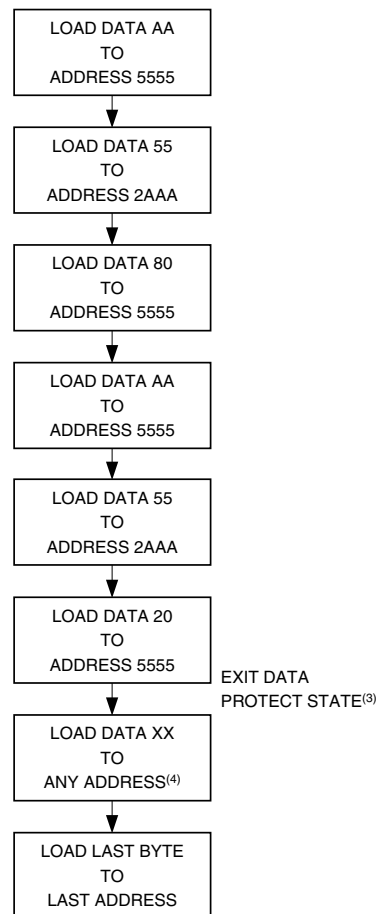 LOAD DATA AA
TO
ADDRESS 5555
LOAD DATA 55
TO
ADDRESS 2AAA
LOAD DATA 80
TO
ADDRESS 5555
LOAD DATA AA
TO
ADDRESS 5555
LOAD DATA 55
TO
ADDRESS 2AAA
LOAD DATA 20
TO
ADDRESS 5555
EXIT DATA
PROTECT STATE(3)
LOAD DATA XX
TO
ANY ADDRESS(4)
LOAD LAST BYTE
TO
LAST ADDRESS